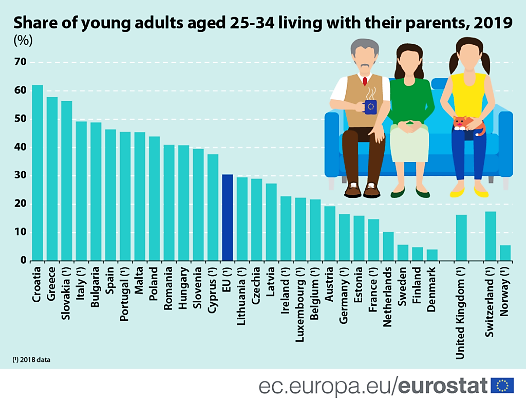 Share of young adults aged 25-34 living with their parents, 2019
(%)
70
60
50
40
30
20
10
0
Croatia
Greece
Slovakia (¹)
Italy (¹)
Bulgaria
Spain
Portugal (¹)
Malta
Poland
Romania
Hungary
Slovenia
Cyprus (¹)
EU (¹)
Lithuania (¹)
Czechia
Latvia
Ireland (¹)
Luxembourg (¹)
Belgium (¹)
Austria
Germany (¹)
Estonia
France (¹)
Netherlands
Sweden
Finland
Denmark
United Kingdom (¹)
Switzerland (¹)
Norway (¹)
(¹) 2018 data
ec.europa.eu/eurostat